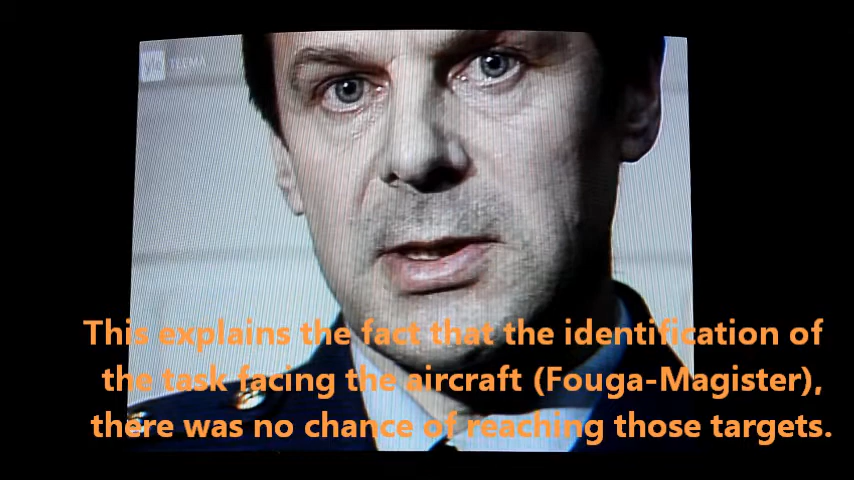 TEEMA
This explains the fact that the identification of
the task facing the aircraft (Fouga-Magister),
there was no chance of reaching those targets.